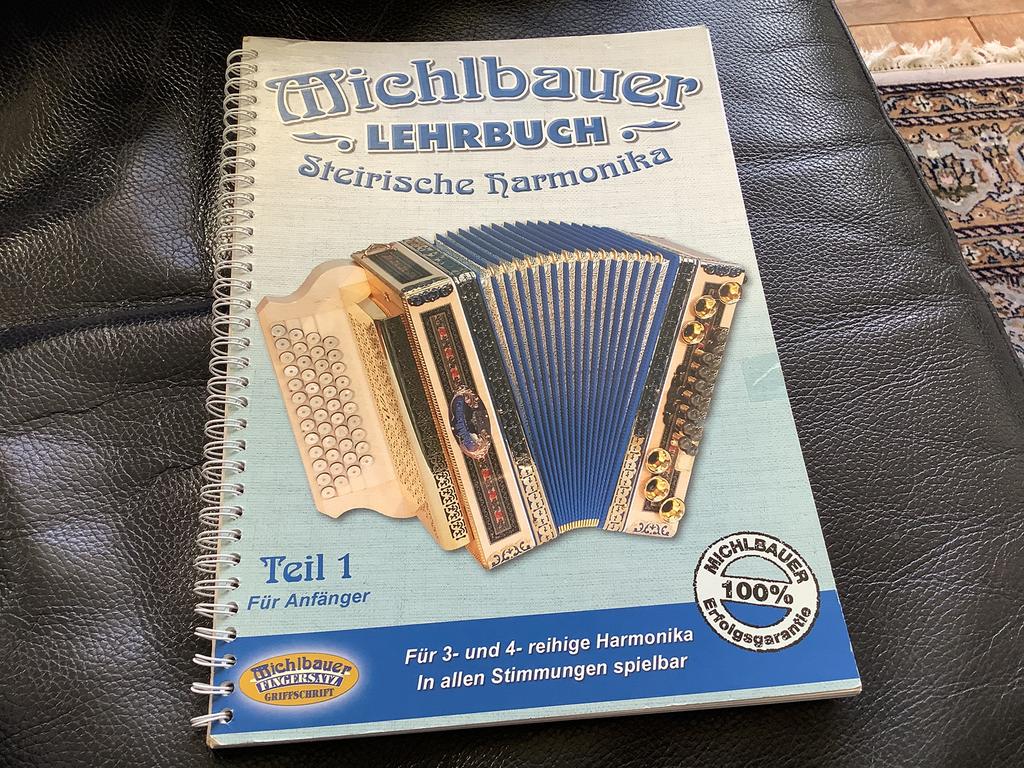 Michlbauer
LEHRBUCH
Steirische Harmonika
Teil 1
Für Anfänger
MICHLBAUER
100%
Erfolgsgarantie
Für 3- und 4- reihige Harmonika
In allen Stimmungen spielbar
Michlbauer
FINGERSATZ
GRIFFSCHRIFT